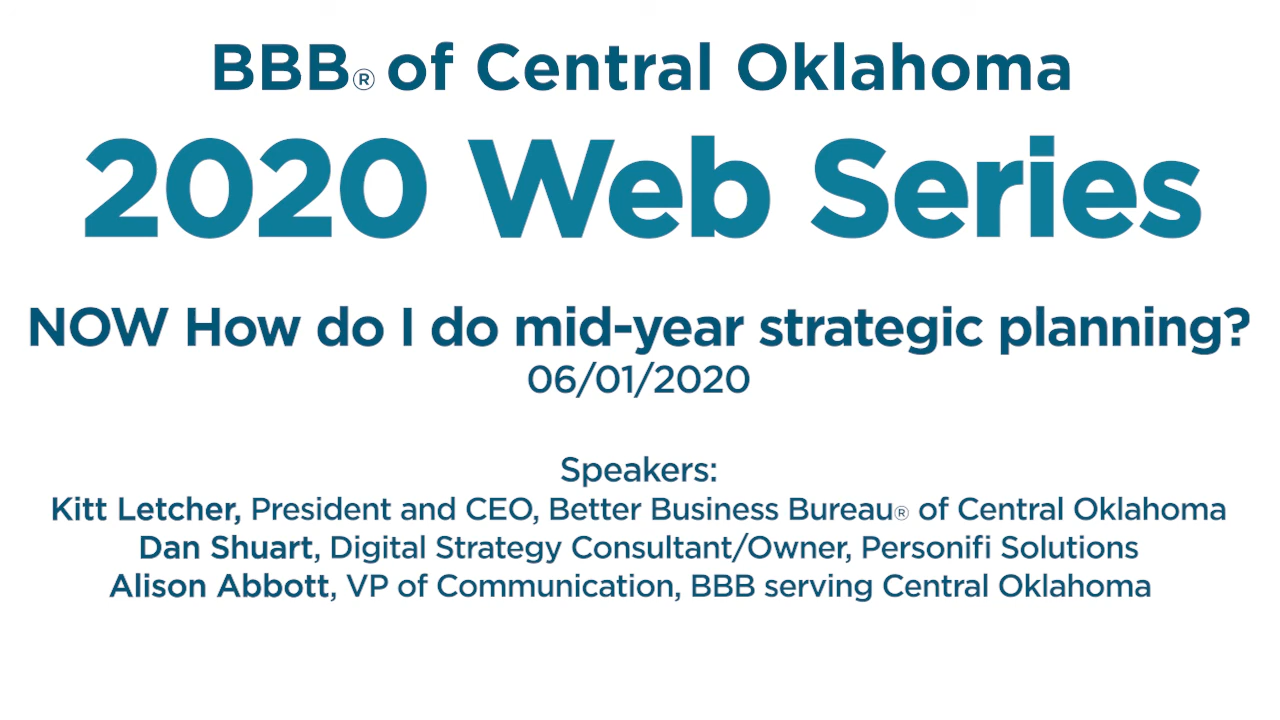 BBB® of Central Oklahoma
2020 Web Series
NOW How do I do mid-year strategic planning?
06/01/2020
Speakers:
Kitt Letcher, President and CEO, Better Business Bureau® of Central Oklahoma
Dan Shuart, Digital Strategy Consultant/Owner, Personifi Solutions
Alison Abbott, VP of Communication, BBB serving Central Oklahoma